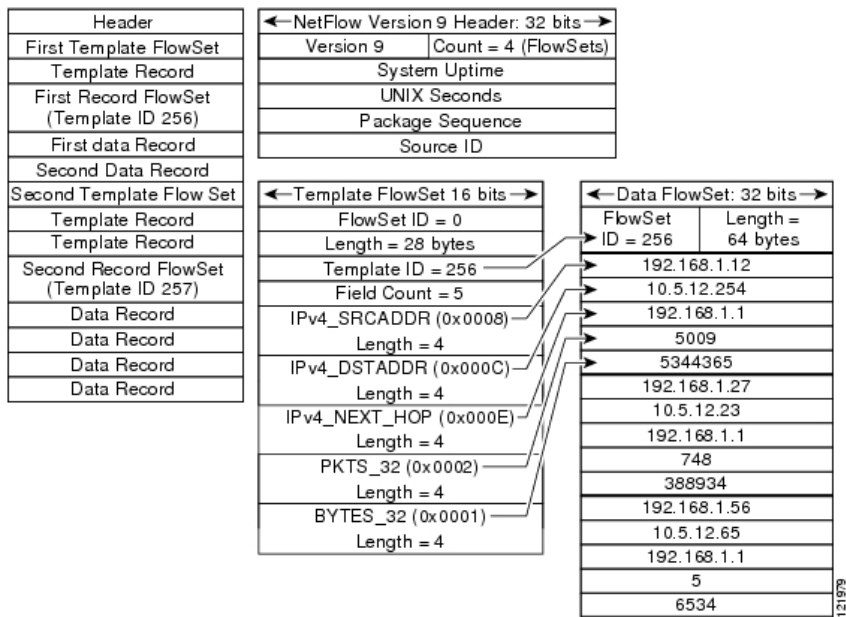 Header
First Template FlowSet
Template Record
First Record FlowSet
(Template ID 256)
First data Record
Second Data Record
Second Template Flow Set
Template Record
Template Record
Second Record FlowSet
(Template ID 257)
Data Record
Data Record
Data Record
Data Record
NetFlow Version 9 Header: 32 bits
Version 9
Count = 4 (FlowSets)
System Uptime
UNIX Seconds
Package Sequence
Source ID
Template FlowSet 16 bits
FlowSet ID = 0
Length = 28 bytes
Template ID = 256
Field Count = 5
IPv4_SRCADDR (0x0008)
Length = 4
IPv4_DSTADDR (0x000C)
Length = 4
IPv4_NEXT_HOP (0x000E)
Length = 4
PKTS_32 (0x0002)
Length = 4
BYTES_32 (0x0001)
Length = 4
Data FlowSet: 32 bits
FlowSet
ID = 256
Length =
64 bytes
192.168.1.12
10.5.12.254
192.168.1.1
5009
5344365
192.168.1.27
10.5.12.23
192.168.1.1
748
388934
192.168.1.56
10.5.12.65
192.168.1.1
5
6534
121979